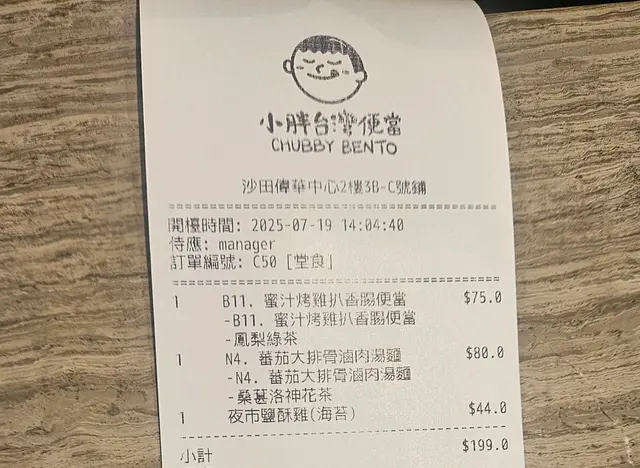 小胖台灣便當
CHUBBY BENTO
沙田偉華中心2樓3B-C號鋪
開檯時間: 2025-07-19 14:04:40
侍應: manager
訂單編號: C50 [堂食]
1 B11. 蜜汁烤雞扒香腸便當 $75.0
-B11. 蜜汁烤雞扒香腸便當
-鳳梨綠茶
1 N4. 蕃茄大排骨滷肉湯麵 $80.0
-N4. 蕃茄大排骨滷肉湯麵
-桑葚洛神花茶
1 夜市鹽酥雞(海苔) $44.0
小計 $199.0